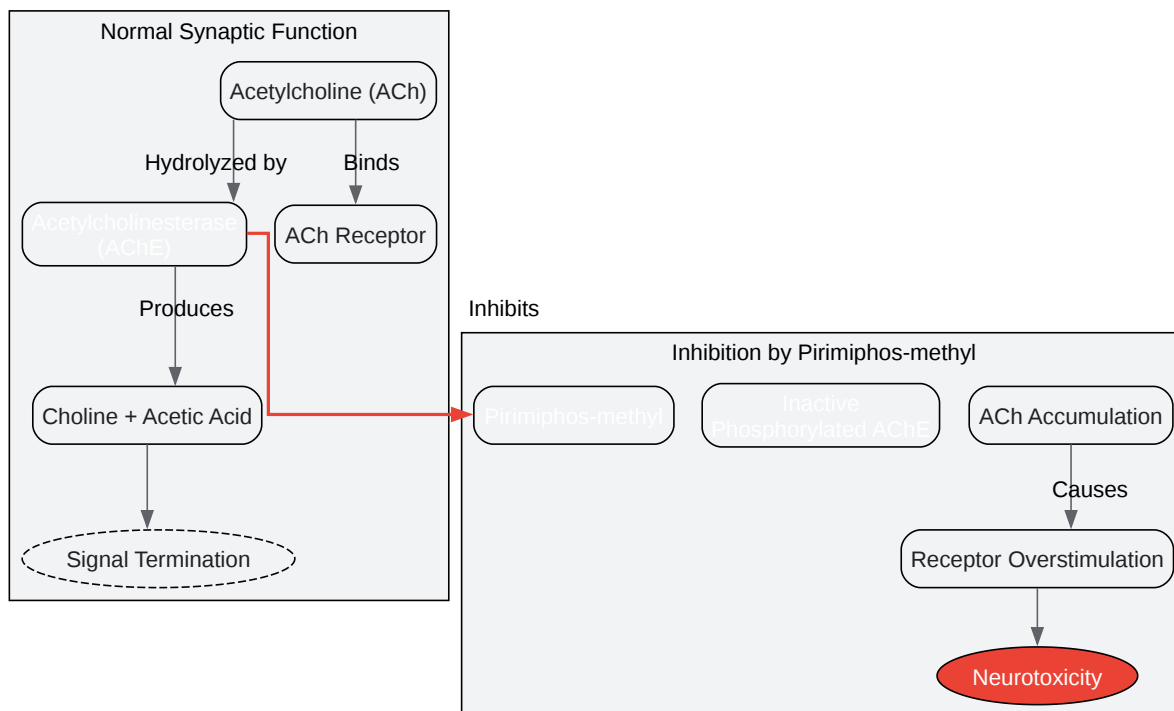 Normal Synaptic Function
Acetylcholine (ACh)
Hydrolyzed by
Binds
Acetylcholinesterase
(AChE)
ACh Receptor
Produces
Choline + Acetic Acid
Signal Termination
Inhibits
Inhibition by Pirimiphos-methyl
Pirimiphos-methyl
Inactive
Phosphorylated AChE
ACh Accumulation
Causes
Receptor Overstimulation
Neurotoxicity